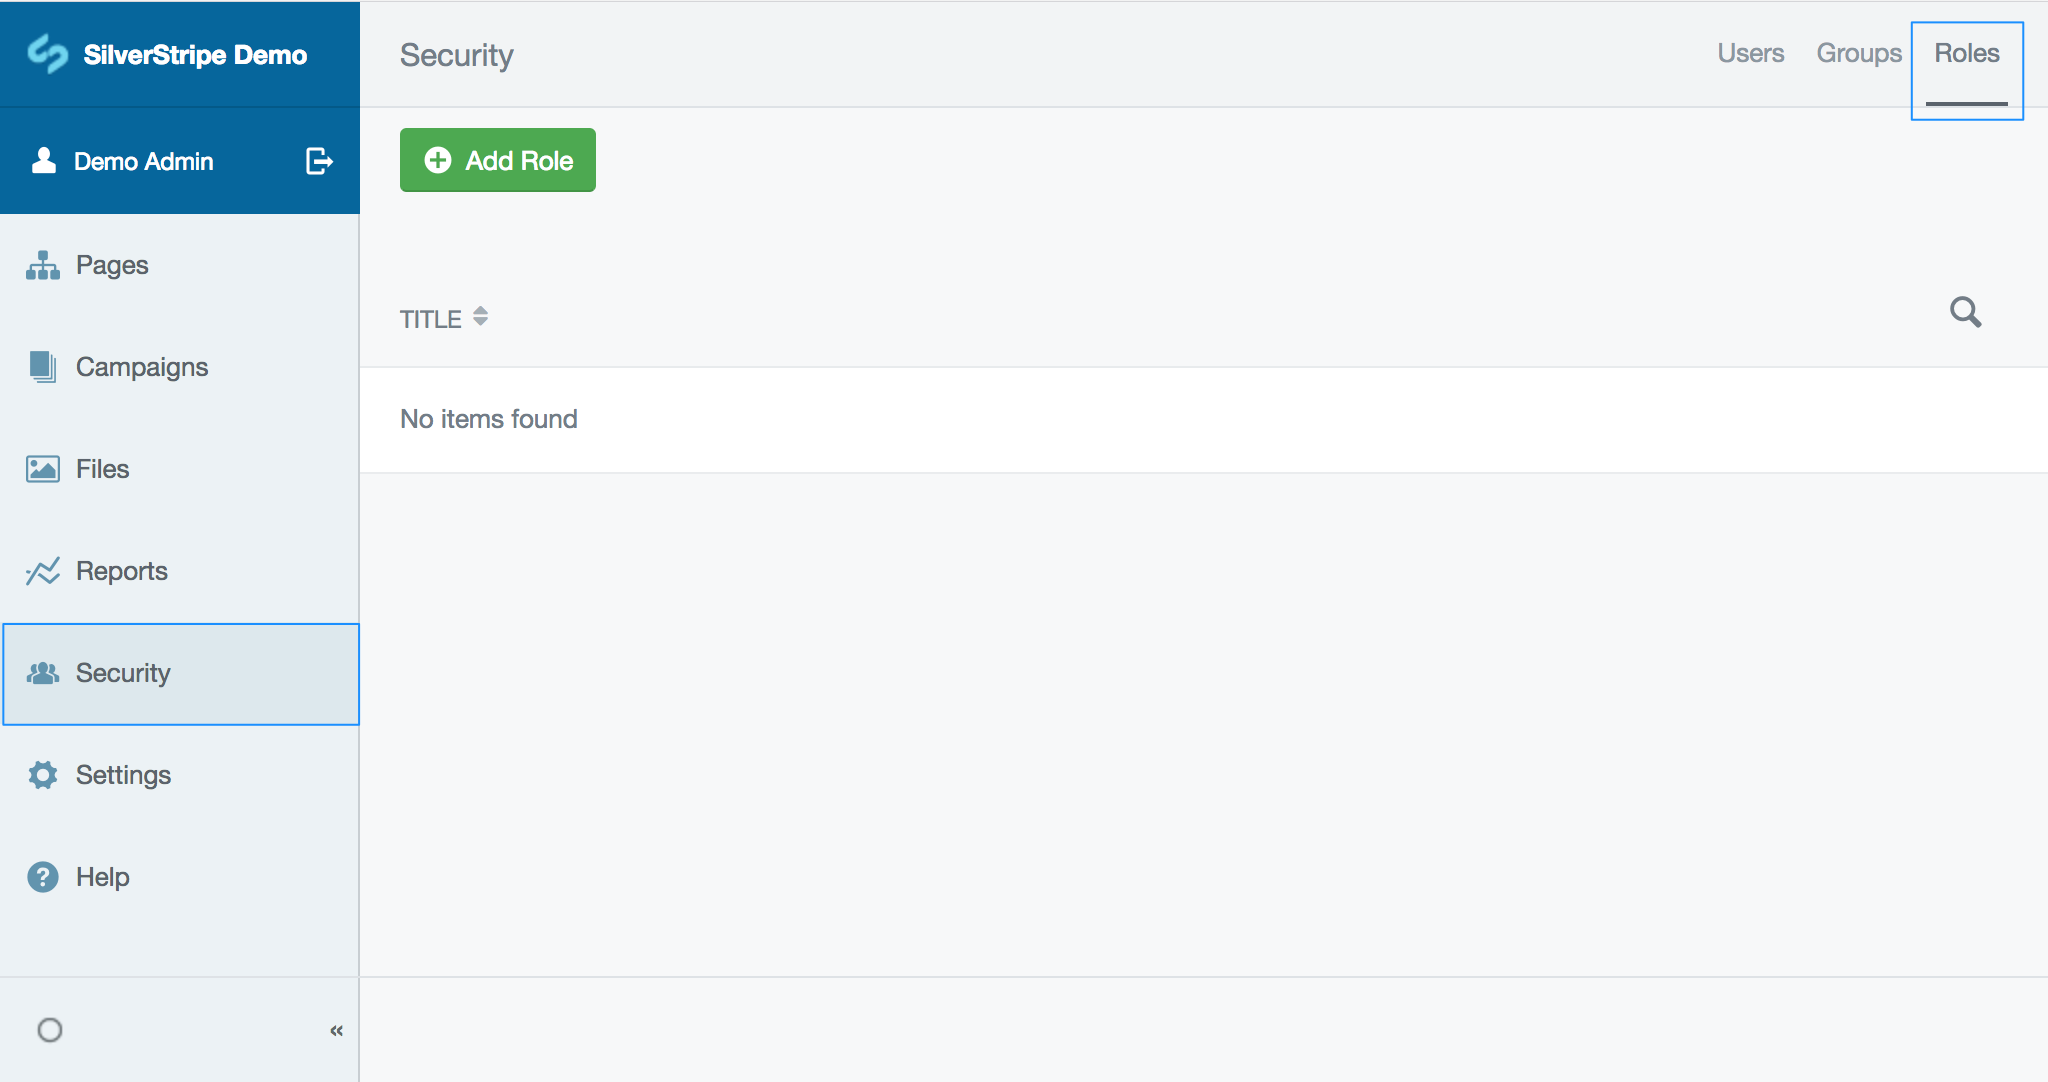 SilverStripe Demo
Security
Users
Groups
Roles
Demo Admin
Add Role
Pages
Campaigns
Files
Reports
Security
Settings
? Help
TITLE
No items found
«